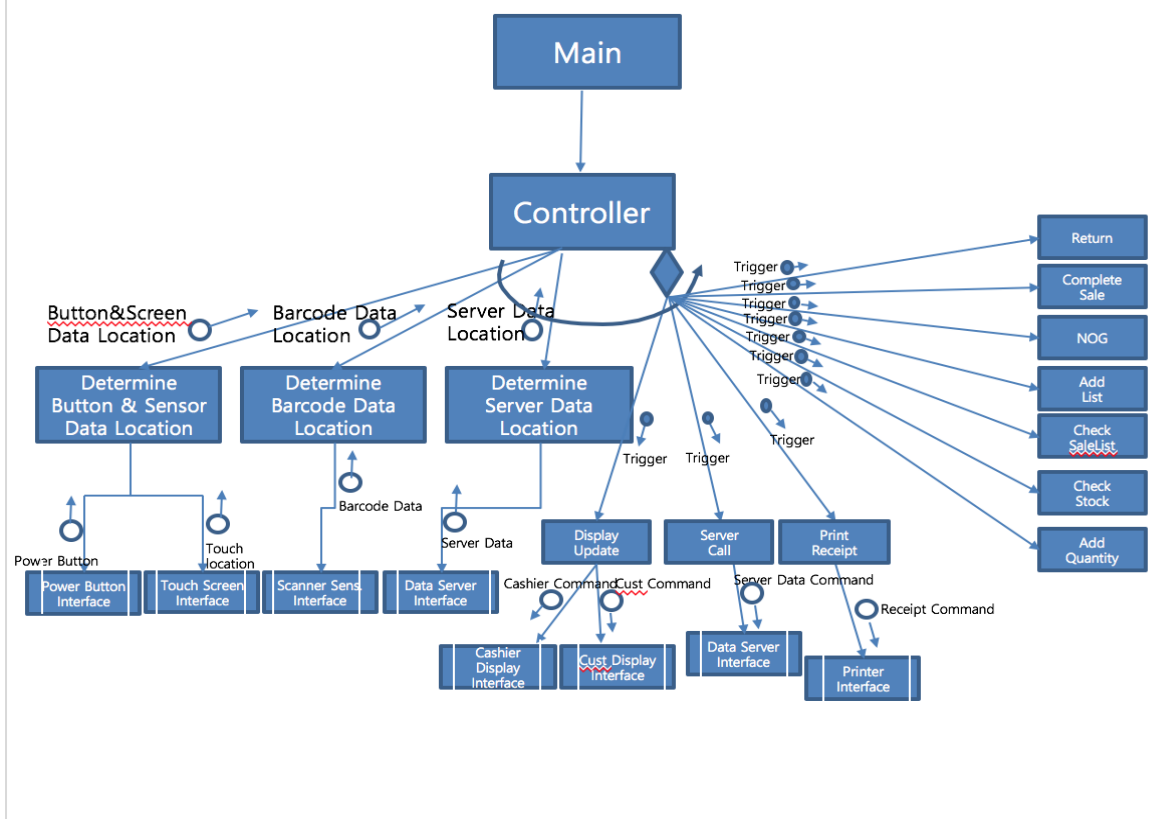 Main
Controller
Return
Trigger
Complete
Sale
Trigger
Trigger
Trigger
NOG
Trigger
Trigger
Trigger
Add
List
Check
SaleList
Check
Stock
Add
Quantity
Button&Screen
Data Location
Barcode Data
Location
Server Data
Location
Determine
Button & Sensor
Data Location
Determine
Barcode Data
Location
Determine
Server Data
Location
Trigger
Trigger
Trigger
Power Button
Touch
location
Barcode Data
Server Data
Display
Update
Server
Call
Print
Receipt
Power Button
Interface
Touch Screen
Interface
Scanner Sens.
Interface
Data Server
Interface
Cashier Command
Cust Command
Server Data Command
Receipt Command
Cashier
Display
Interface
Cust Display
Interface
Data Server
Interface
Printer
Interface